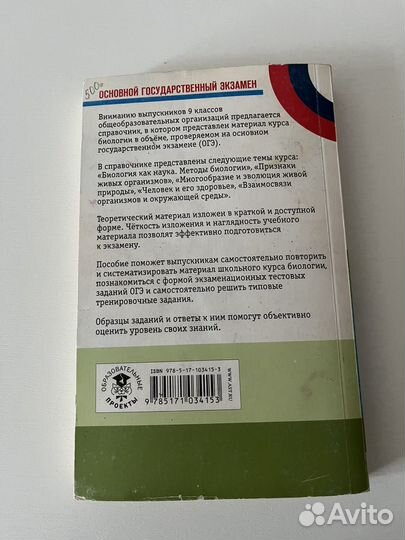 500
ОСНОВНОЙ ГОСУДАРСТВЕННЫЙ ЭКЗАМЕН
Вниманию выпускников 9 классов
общеобразовательных организаций предлагается
справочник, в котором представлен материал курса
биологии в объёме, проверяемом на основном
государственном экзамене (ОГЭ).
В справочнике представлены следующие темы курса:
«Биология как наука. Методы биологии», «Признаки
живых организмов», «Многообразие и эволюция живой
природы», «Человек и его здоровье», «Взаимосвязи
организмов и окружающей среды».
Теоретический материал изложен в краткой и доступной
форме. Чёткость изложения и наглядность учебного
материала позволят эффективно подготовиться
к экзамену.
Пособие поможет выпускникам самостоятельно повторить
и систематизировать материал школьного курса биологии,
познакомиться с формой экзаменационных тестовых
заданий ОГЭ и самостоятельно решить типовые
тренировочные задания.
Образцы заданий и ответы к ним помогут объективно
оценить уровень своих знаний.
ОБРАЗОВАТЕЛЬНЫЕ
ПРОЕКТЫ
ISBN 978-5-17-103415-3
9 785171 034153
WWW.AST.RU
Avito